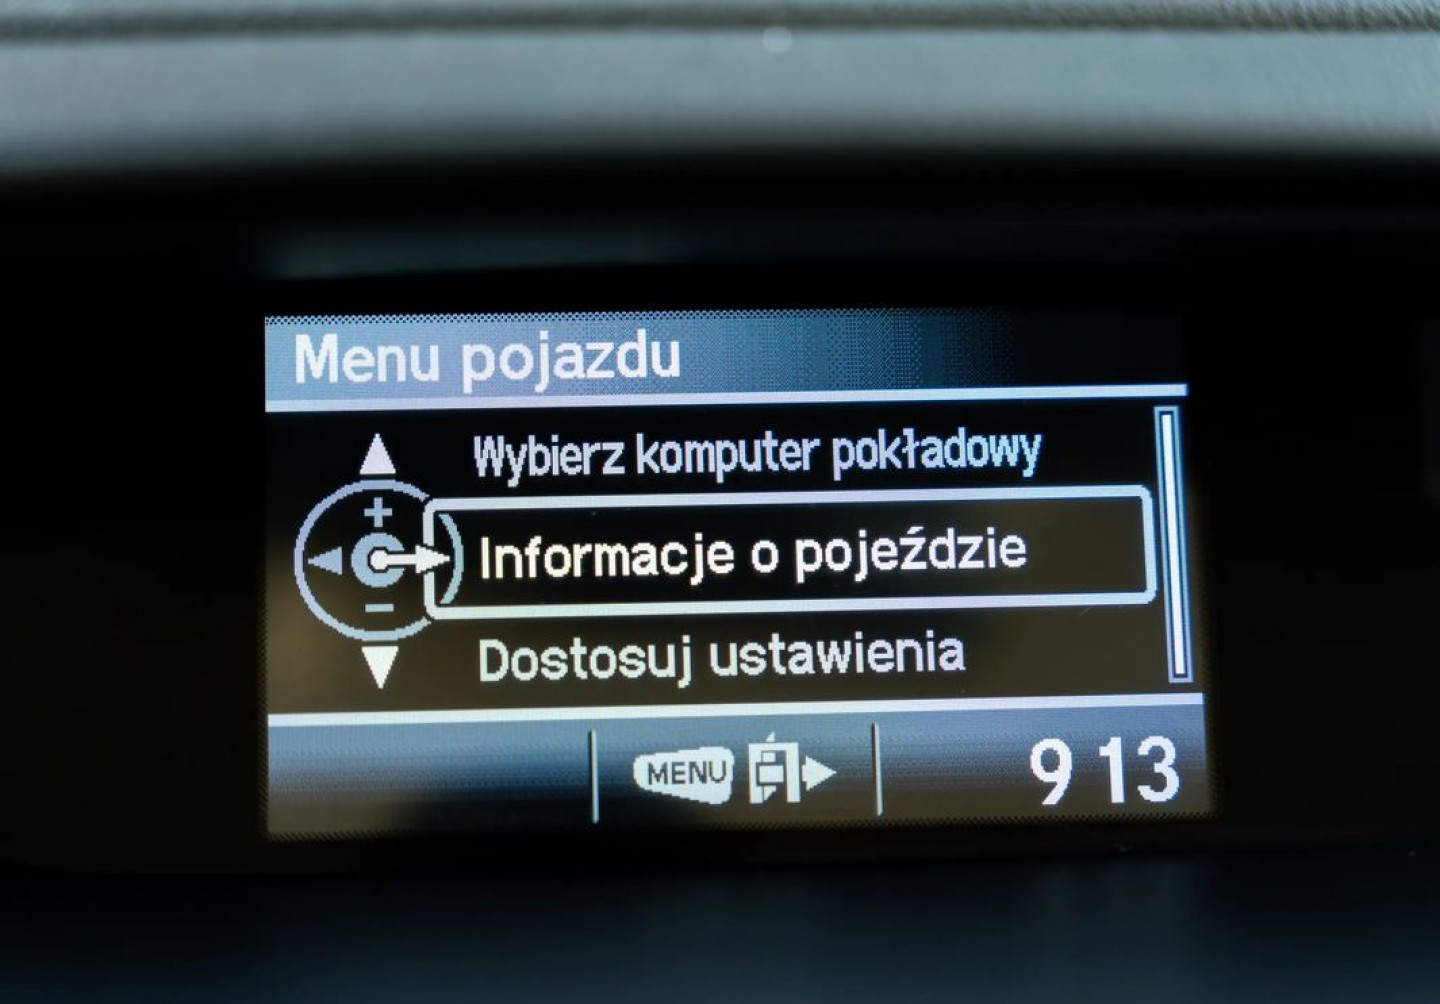 Menu pojazdu
Wybierz komputer pokładowy
Informacje o pojeździe
Dostosuj ustawienia
MENU
9 13